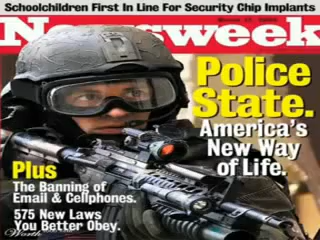 Schoolchildren First In Line For Security Chip Implants
Newsweek
Police
State.
America's
New Way
of Life.
Plus
The Banning of
Email & Cellphones.
575 New Laws
You Better Obey.
Worth